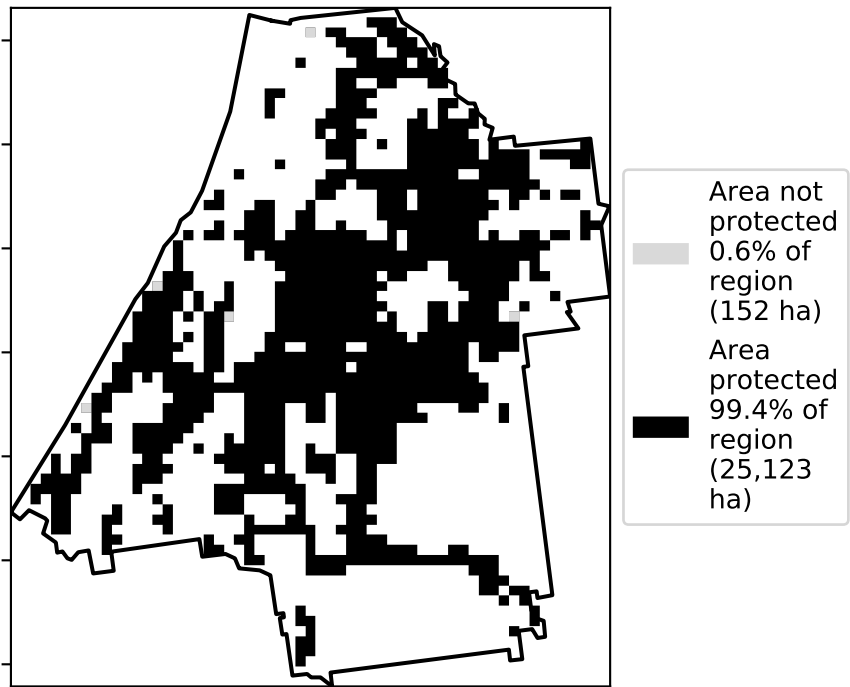 Area not
protected
0.6% of
region
(152 ha)
Area
protected
99.4% of
region
(25,123
ha)